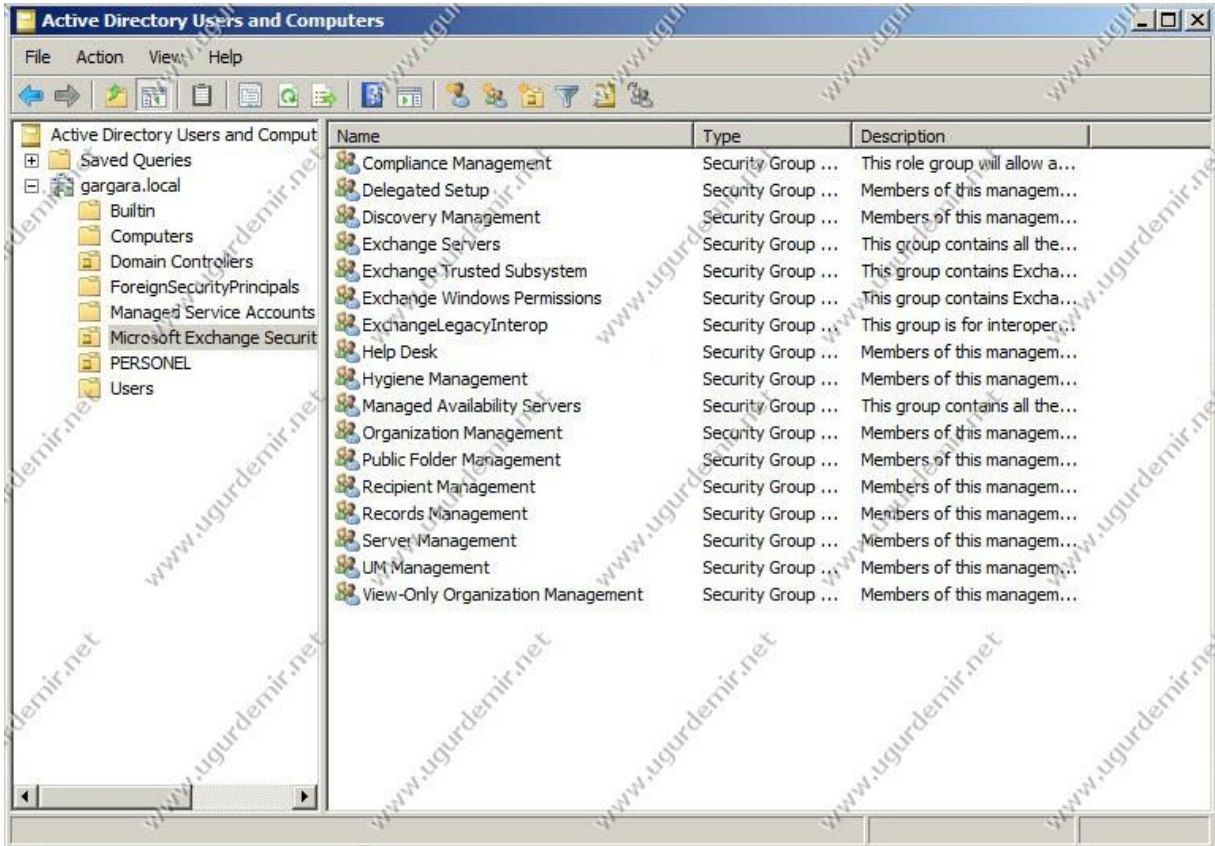 Active Directory Users and Computers
File Action View Help
Active Directory Users and Comput
Saved Queries
gargara.local
Builtin
Computers
Domain Controllers
ForeignSecurityPrincipals
Managed Service Accounts
Microsoft Exchange Securit
PERSONEL
Users
Name Type Description
Compliance Management Security Group ... This role group will allow a...
Delegated Setup Security Group ... Members of this managem...
Discovery Management Security Group ... Members of this managem...
Exchange Servers Security Group ... This group contains all the...
Exchange Trusted Subsystem Security Group ... This group contains Excha...
Exchange Windows Permissions Security Group ... This group contains Excha...
ExchangeLegacyInterop Security Group ... This group is for interoper...
Help Desk Security Group ... Members of this managem...
Hygiene Management Security Group ... Members of this managem...
Managed Availability Servers Security Group ... This group contains all the...
Organization Management Security Group ... Members of this managem...
Public Folder Management Security Group ... Members of this managem...
Recipient Management Security Group ... Members of this managem...
Records Management Security Group ... Members of this managem...
Server Management Security Group ... Members of this managem...
UM Management Security Group ... Members of this managem...
View-Only Organization Management Security Group ... Members of this managem...
www.ugurdemir.net